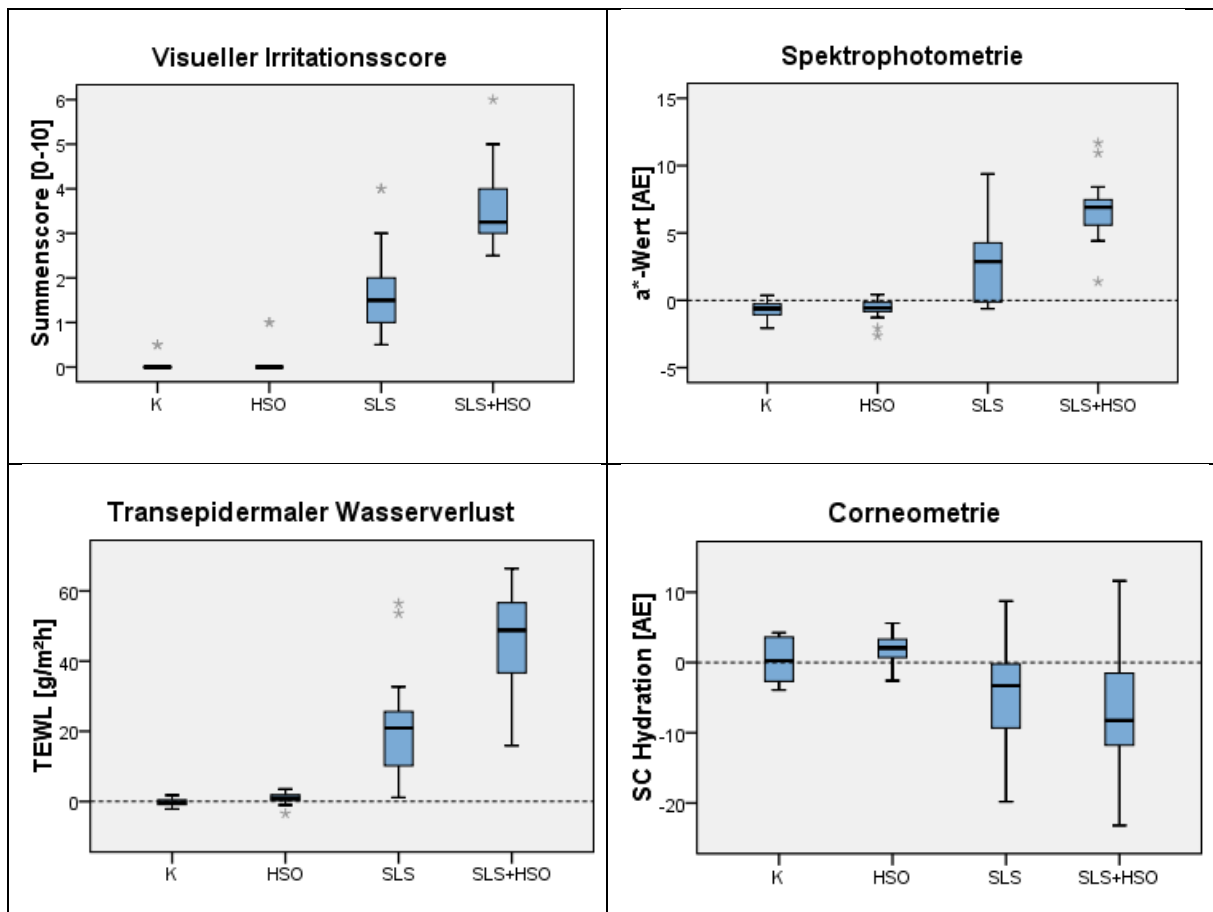 Visueller Irritationsscore
Summenscore [0-10]
6
5
4
3
2
1
0
K HSO SLS SLS+HSO
Spektrophotometrie
a*-Wert [AE]
15
10
5
0
-5
K HSO SLS SLS+HSO
Transepidermaler Wasserverlust
TEWL [g/m²h]
60
40
20
0
K HSO SLS SLS+HSO
Corneometrie
SC Hydration [AE]
10
0
-10
-20
K HSO SLS SLS+HSO